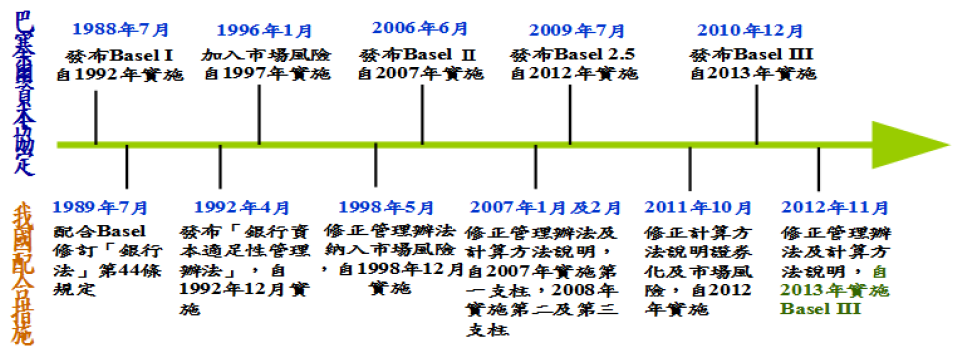 巴塞爾資本協定
1988年7月
發布Basel I
自1992年實施
1996年1月
加入市場風險
自1997年實施
2006年6月
發布Basel Ⅱ
自2007年實施
2009年7月
發布Basel 2.5
自2012年實施
2010年12月
發布Basel III
自2013年實施
我國配合措施
1989年7月
配合Basel
修訂「銀行
法」第44條
規定
1992年4月
發布「銀行資
本適足性管理
辦法」，自
1992年12月實
施
1998年5月
修正管理辦法
納入市場風險
，自1998年12月
實施
2007年1月及2月
修正管理辦法及
計算方法說明，
自2007年實施第
一支柱，2008年
實施第二及第三
支柱
2011年10月
修正計算方
法說明證券
化及市場風
險，自2012
年實施
2012年11月
修正管理辦
法及計算方
法說明，自
2013年實施
Basel III